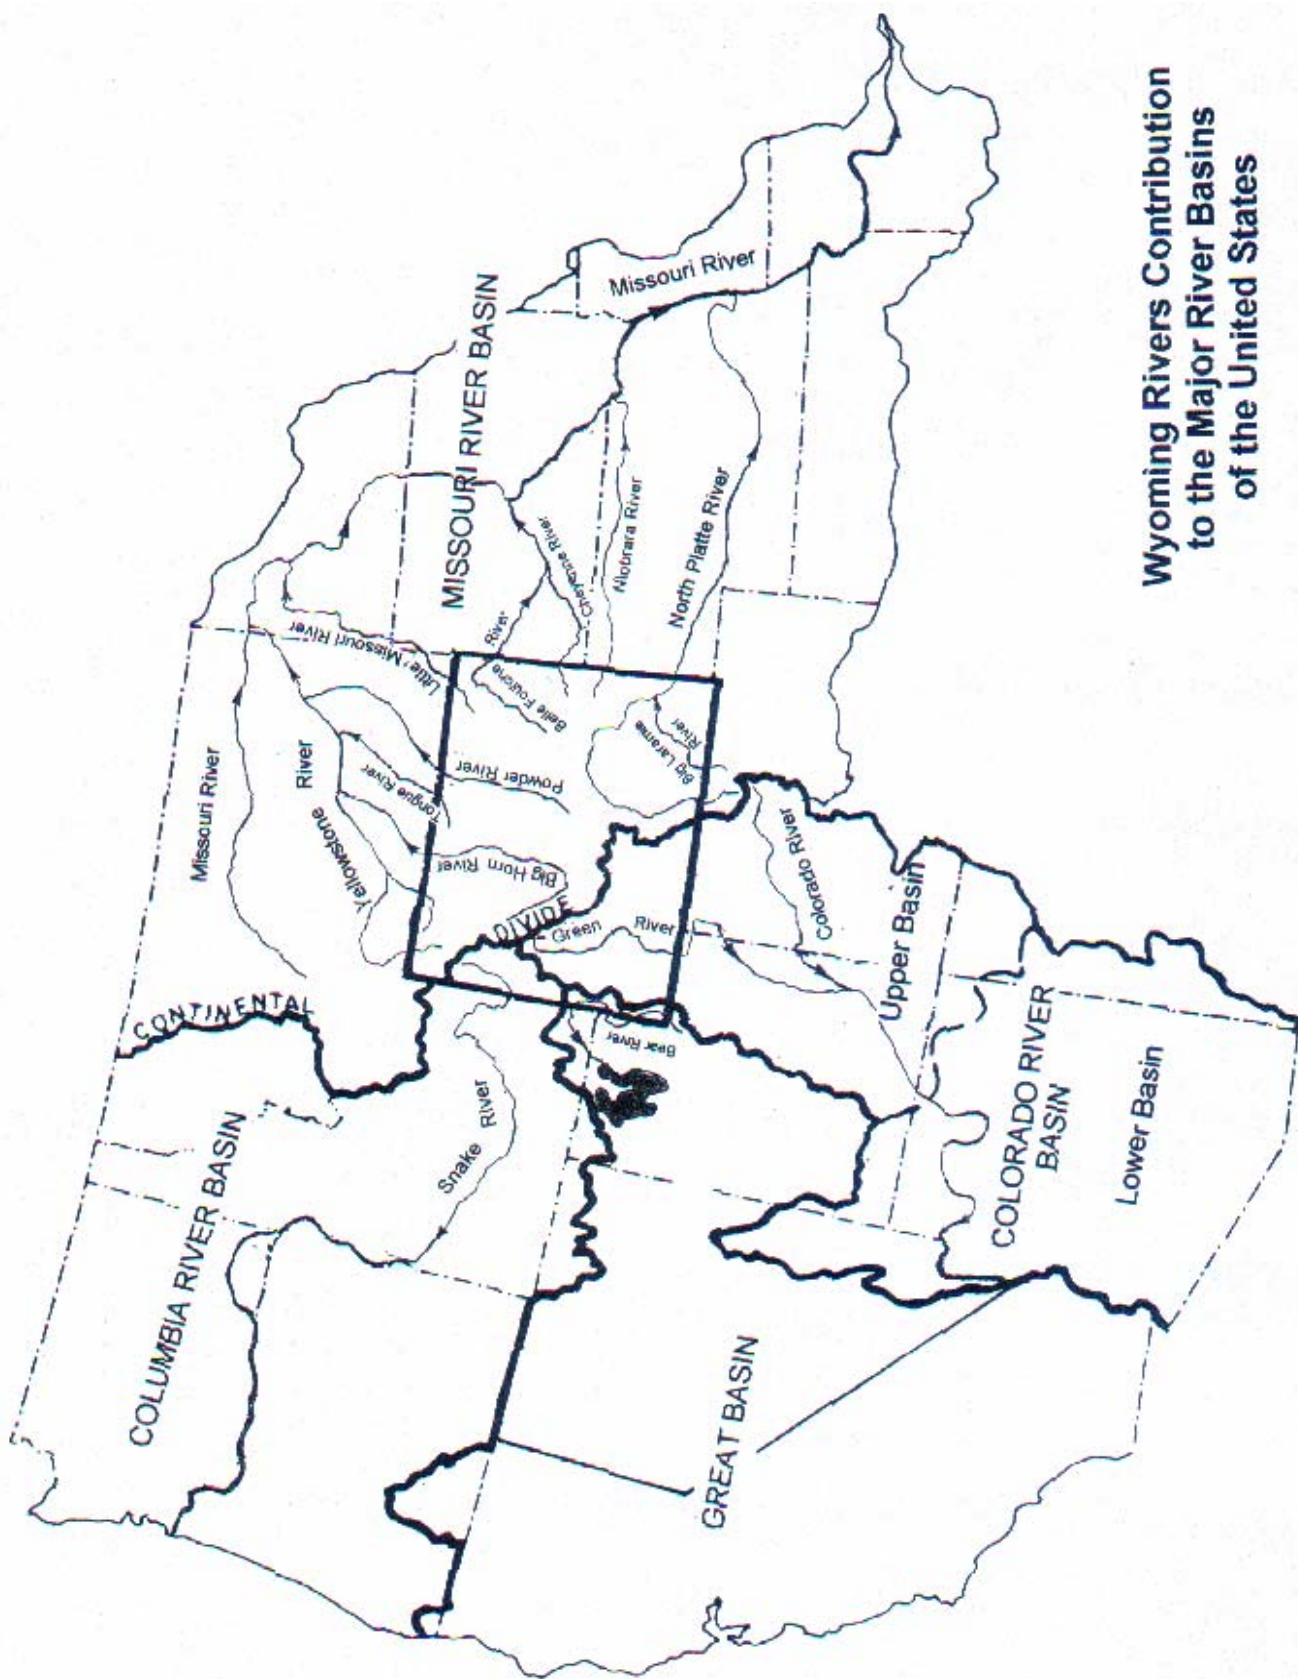 Wyoming Rivers Contribution
to the Major River Basins
of the United States
COLUMBIA RIVER BASIN
CONTINENTAL
DIVIDE
Missouri River
Yellowstone
River
Little Missouri River
Tongue River
Powder River
Big Horn River
Belle Fourche
River
Cheyenne River
Niobrara River
North Platte River
Big Laramie
River
MISSOURI RIVER BASIN
Missouri River
Snake
River
Green
River
Bear River
Colorado River
Upper Basin
COLORADO RIVER
BASIN
Lower Basin
GREAT BASIN